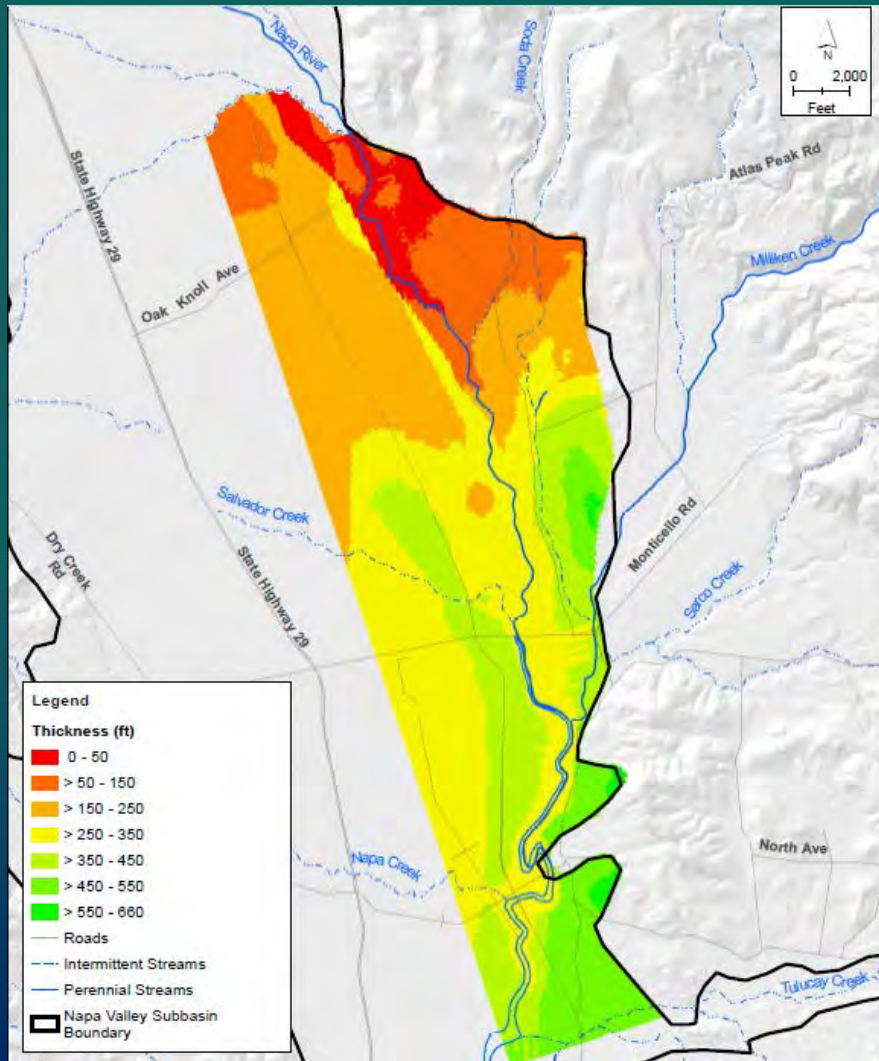 Napa River
Soda Creek
N
0 2,000
Feet
State Highway 29
Atlas Peak Rd
Milliken Creek
Oak Knoll Ave
Salvador Creek
Dry Creek
Rd
State Highway 29
Monticello Rd
Sarco Creek
North Ave
Napa Creek
Tulucay Creek
Legend
Thickness (ft)
0 - 50
> 50 - 150
> 150 - 250
> 250 - 350
> 350 - 450
> 450 - 550
> 550 - 660
Roads
Intermittent Streams
Perennial Streams
Napa Valley Subbasin
Boundary